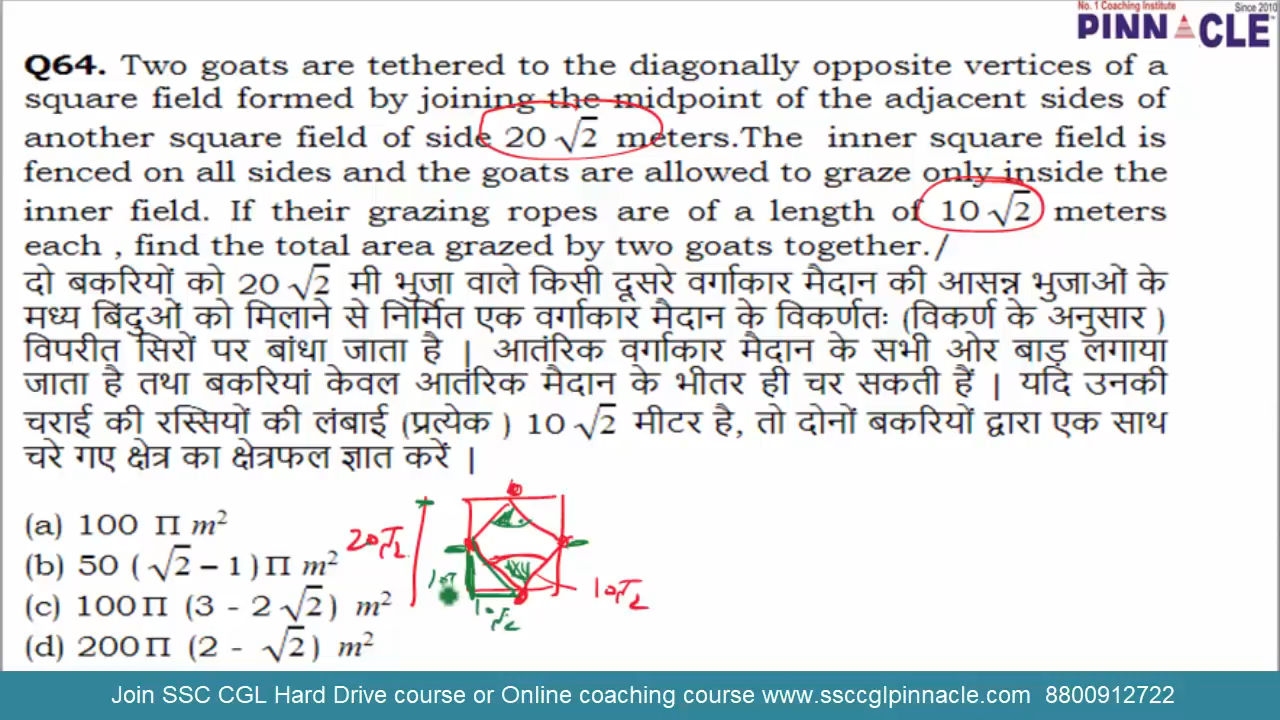 No. 1 Coaching Institute
Since 2010
PINNACLE
Q64. Two goats are tethered to the diagonally opposite vertices of a
square field formed by joining the midpoint of the adjacent sides of
another square field of side 20 √2 meters.The inner square field is
fenced on all sides and the goats are allowed to graze only inside the
inner field. If their grazing ropes are of a length of 10 √2 meters
each , find the total area grazed by two goats together./
दो बकरियों को 20 √2 मी भुजा वाले किसी दूसरे वर्गाकार मैदान की आसन्न भुजाओं के
मध्य बिंदुओं को मिलाने से निर्मित एक वर्गाकार मैदान के विकर्णतः (विकर्ण के अनुसार )
विपरीत सिरों पर बांधा जाता है | आतंरिक वर्गाकार मैदान के सभी ओर बाड़ लगाया
जाता है तथा बकरियां केवल आतंरिक मैदान के भीतर ही चर सकती हैं | यदि उनकी
चराई की रस्सियों की लंबाई (प्रत्येक ) 10 √2 मीटर है, तो दोनों बकरियों द्वारा एक साथ
चरे गए क्षेत्र का क्षेत्रफल ज्ञात करें |
(a) 100 Π m²
(b) 50 ( √2 – 1)Π m²
(c) 100Π (3 - 2 √2) m²
(d) 200Π (2 - √2) m²
20√2
10√2
10√2
Join SSC CGL Hard Drive course or Online coaching course www.ssccglpinnacle.com 8800912722